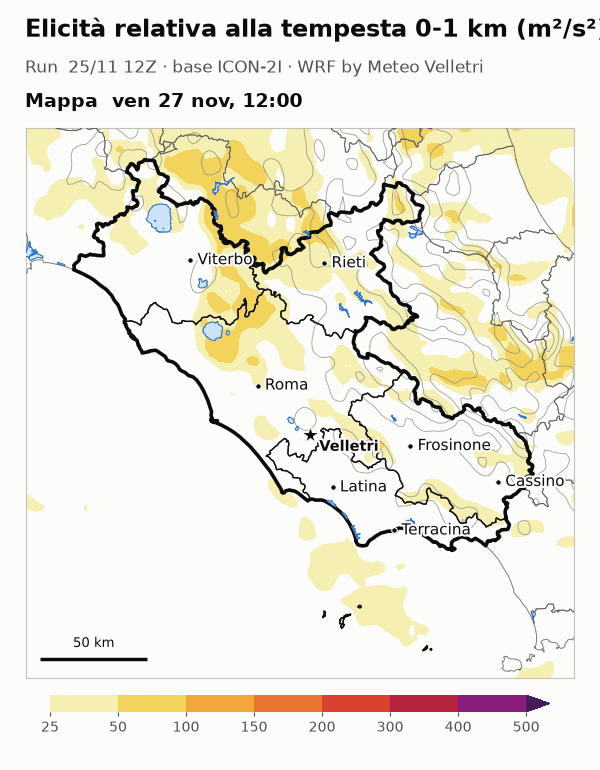 Elicità relativa alla tempesta 0-1 km (m²/s²)
Run 25/11 12Z · base ICON-2I · WRF by Meteo Velletri
Mappa ven 27 nov, 12:00
Viterbo
Rieti
Roma
Velletri
Frosinone
Cassino
Latina
Terracina
50 km
25 50 100 150 200 300 400 500